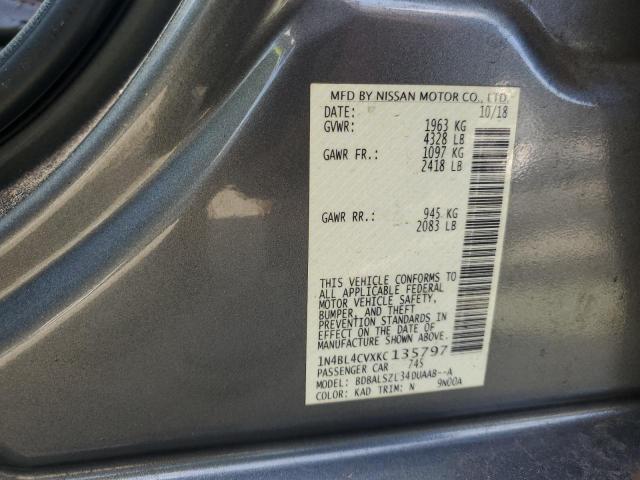 MFD BY NISSAN MOTOR CO., LTD.
DATE: 10/18
GVWR: 1963 KG
4328 LB
GAWR FR.: 1097 KG
2418 LB
GAWR RR.: 945 KG
2083 LB
THIS VEHICLE CONFORMS TO
ALL APPLICABLE FEDERAL
MOTOR VEHICLE SAFETY,
BUMPER, AND THEFT
PREVENTION STANDARDS IN
EFFECT ON THE DATE OF
MANUFACTURE SHOWN ABOVE.
1N4BL4CVXKC135797
PASSENGER CAR 745
MODEL: BDBALSZL34DUAAB--A
COLOR: KAD TRIM: N 9N00A